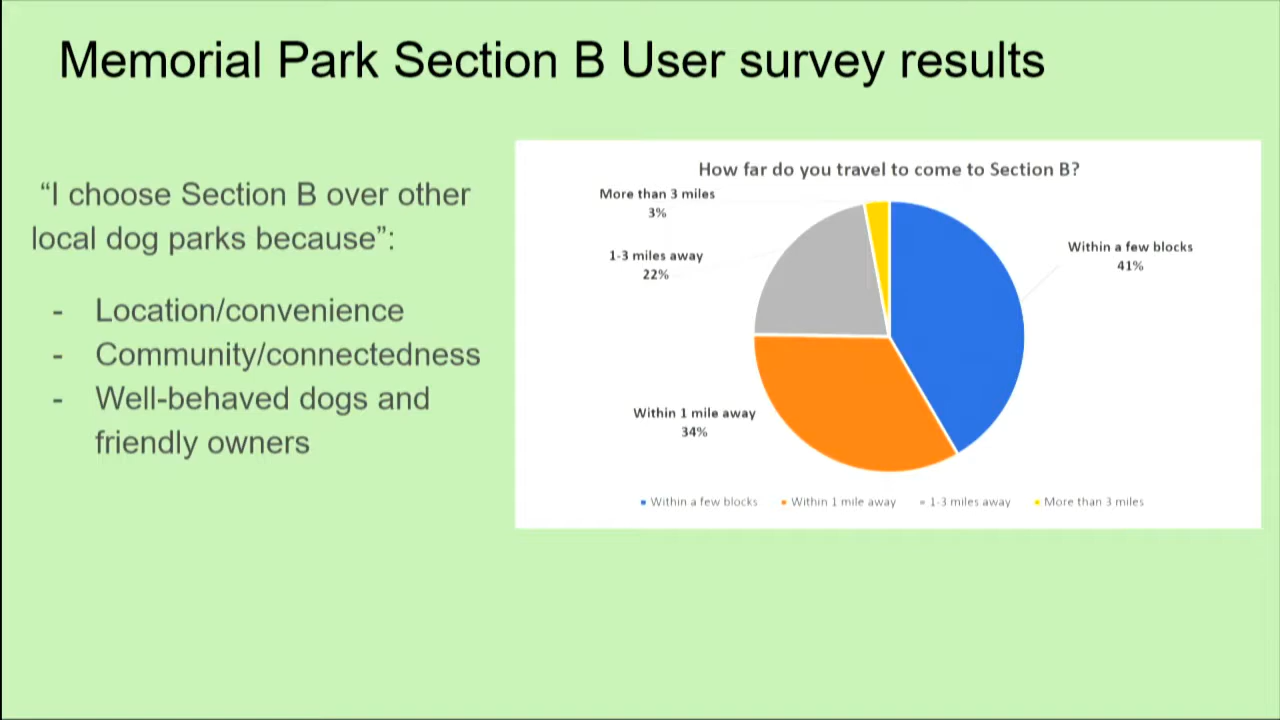 Memorial Park Section B User survey results
“I choose Section B over other
local dog parks because”:
- Location/convenience
- Community/connectedness
- Well-behaved dogs and
friendly owners
How far do you travel to come to Section B?
More than 3 miles
3%
1-3 miles away
22%
Within a few blocks
41%
Within 1 mile away
34%
Within a few blocks Within 1 mile away 1-3 miles away More than 3 miles